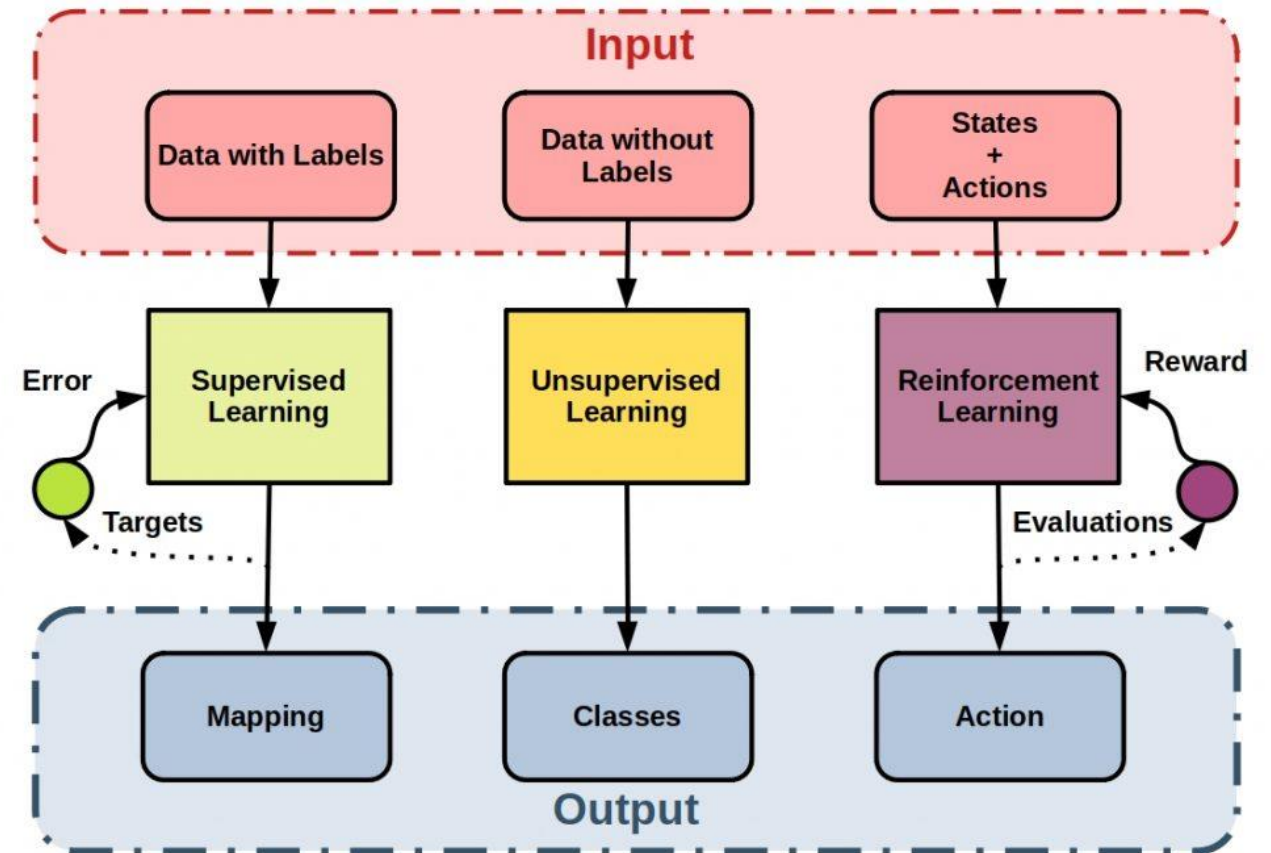 Input
Data with Labels
Data without
Labels
States
+
Actions
Error
Supervised
Learning
Unsupervised
Learning
Reinforcement
Learning
Reward
Targets
Evaluations
Mapping
Classes
Action
Output